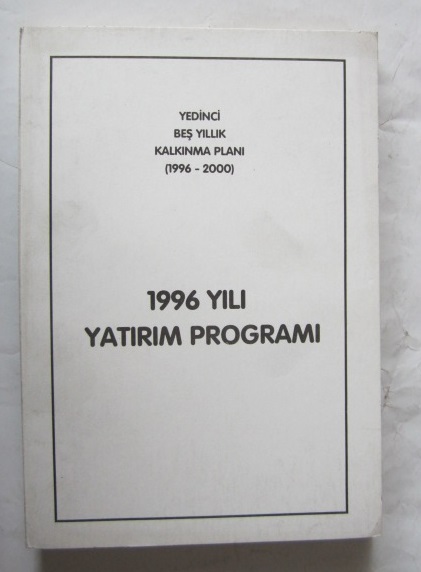 YEDİNCİ
BEŞ YILLIK
KALKINMA PLANI
(1996 - 2000)
1996 YILI
YATIRIM PROGRAMI